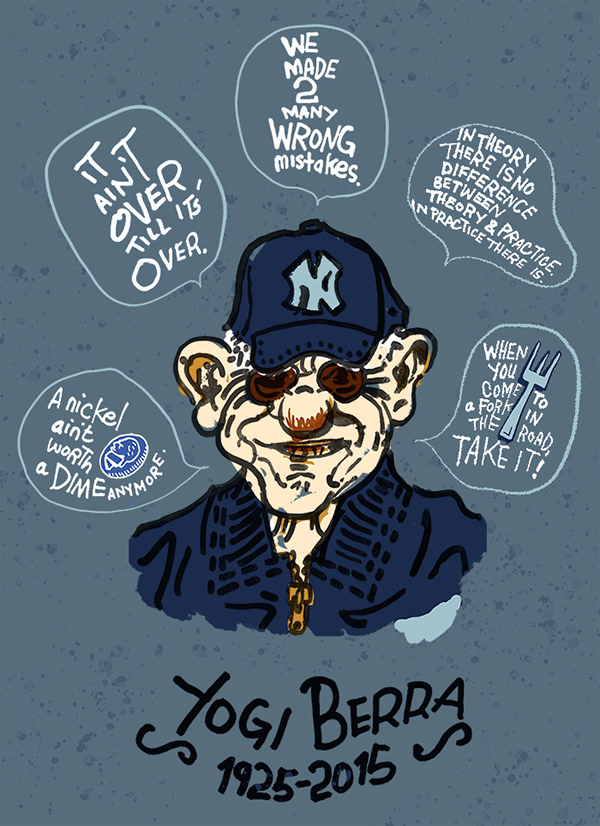 WE
MADE
2
MANY
WRONG
mistakes.
IT
AIN'T
OVER
TILL IT'S
OVER.
IN THEORY
THERE IS NO
DIFFERENCE
BETWEEN
THEORY & PRACTICE.
IN PRACTICE THERE IS.
NY
A nickel
ain't
worth
a DIME ANYMORE.
WHEN
YOU
COME TO
a FORK IN
THE ROAD,
TAKE IT!
YOGI BERRA
1925-2015